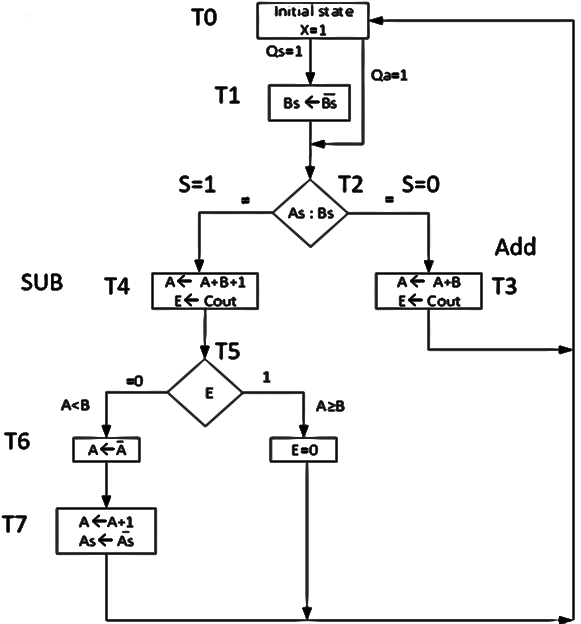 T0
Initial state
X=1
Qs=1
Qa=1
T1
Bs ← B̅s̅
S=1
T2
S=0
=
As : Bs
=
Add
SUB
T4
A ← A+B+1
E ← Cout
A ← A+B
E ← Cout
T3
T5
=0
E
1
A<B
A≥B
T6
A ← A̅
E=0
T7
A ← A+1
As ← A̅s̅